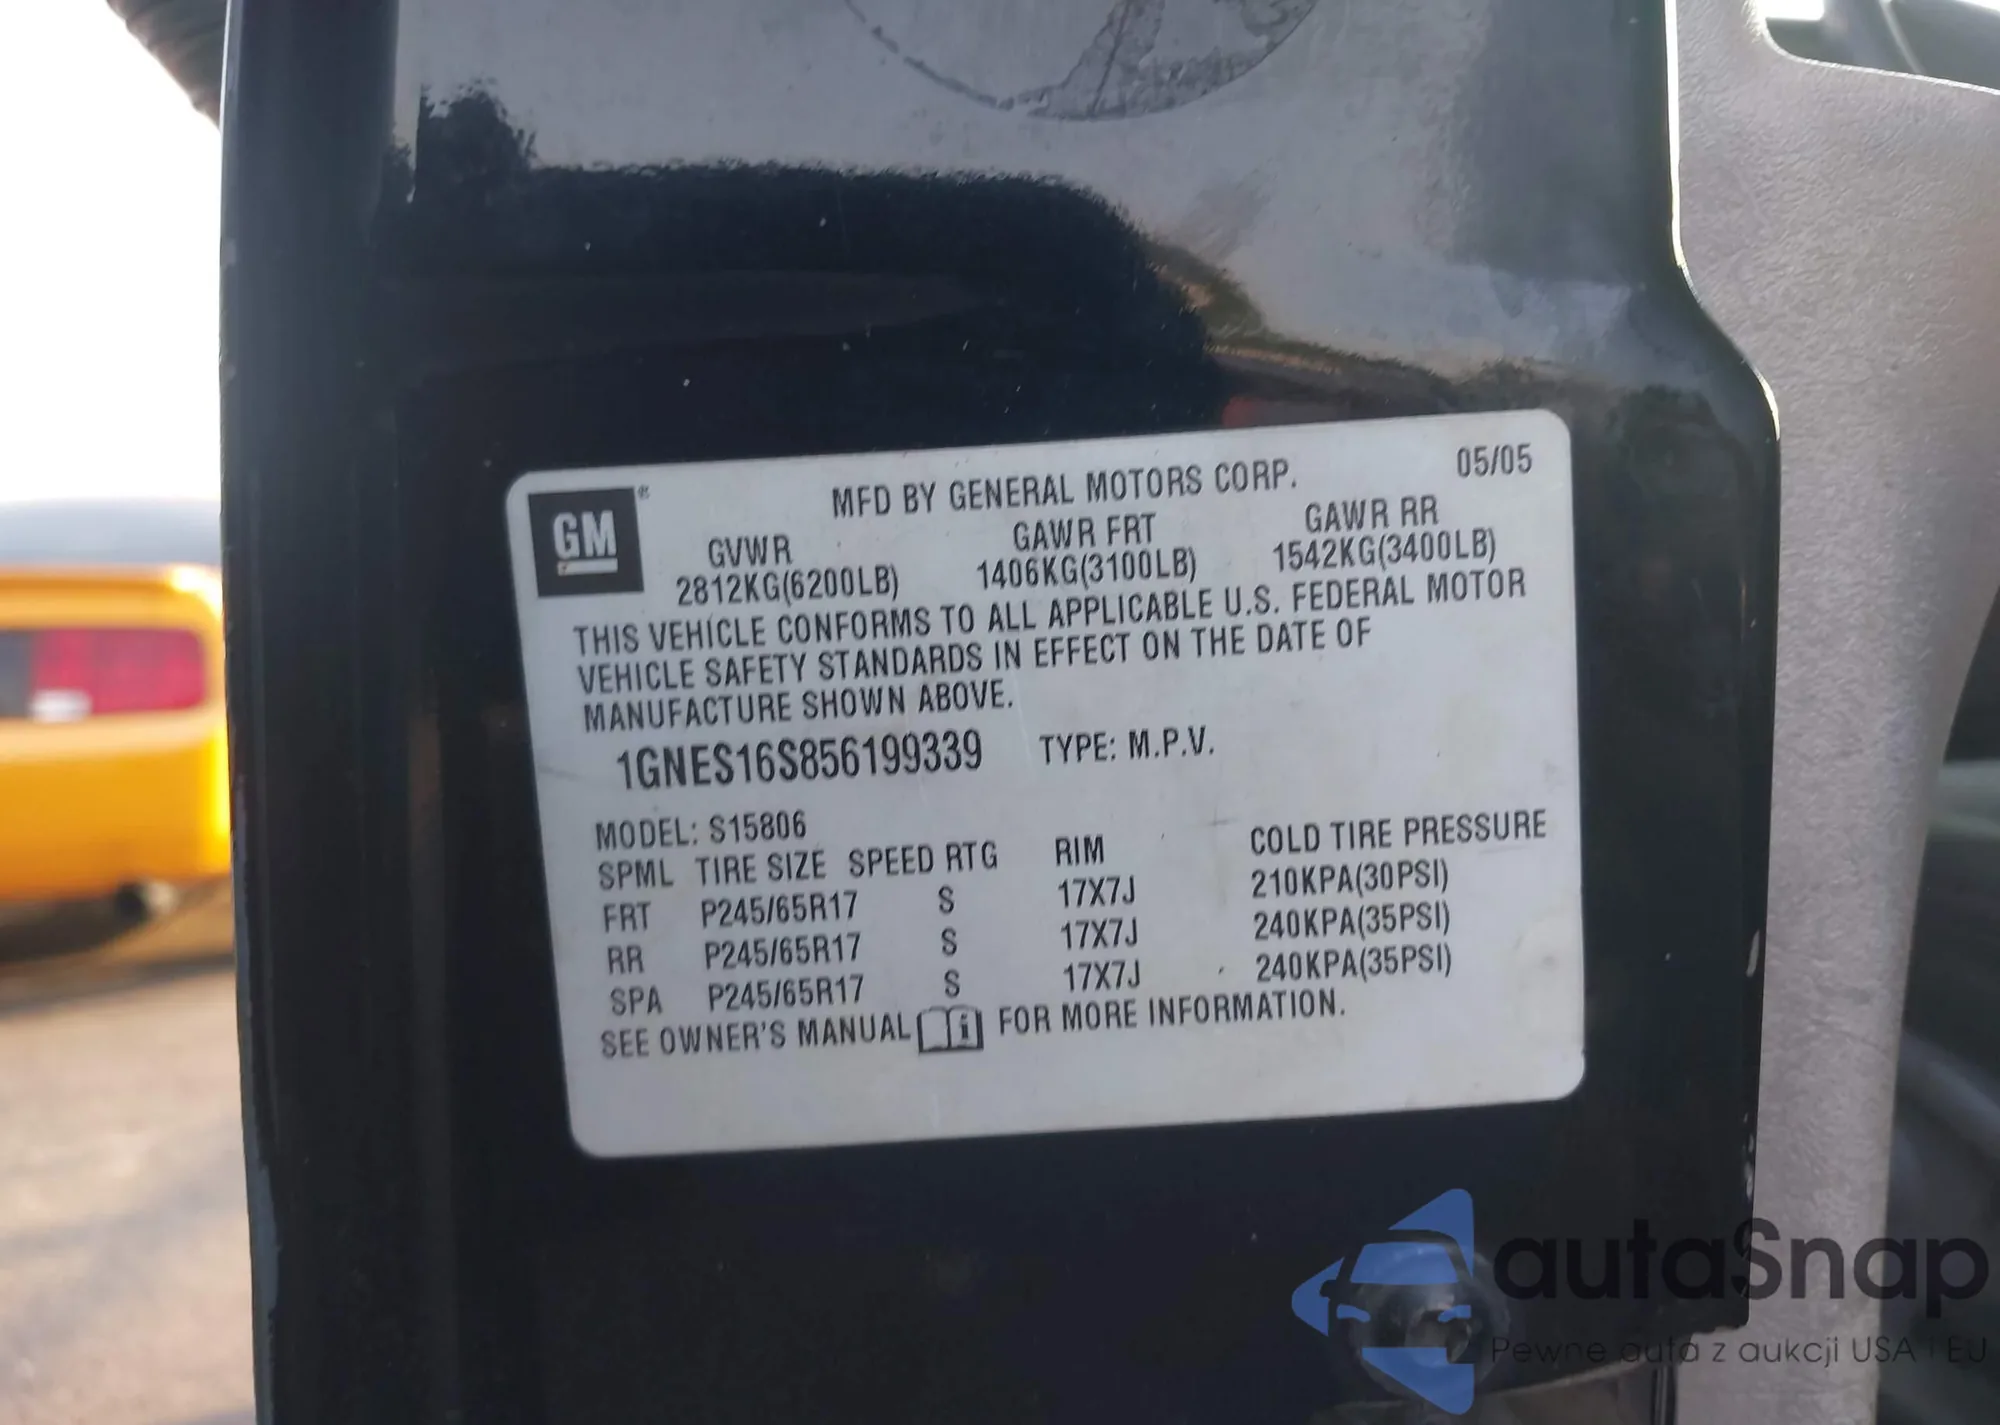 GM®
MFD BY GENERAL MOTORS CORP. 05/05
GVWR GAWR FRT GAWR RR
2812KG(6200LB) 1406KG(3100LB) 1542KG(3400LB)
THIS VEHICLE CONFORMS TO ALL APPLICABLE U.S. FEDERAL MOTOR
VEHICLE SAFETY STANDARDS IN EFFECT ON THE DATE OF
MANUFACTURE SHOWN ABOVE.
1GNES16S856199339 TYPE: M.P.V.
MODEL: S15806
SPML TIRE SIZE SPEED RTG RIM COLD TIRE PRESSURE
FRT P245/65R17 S 17X7J 210KPA(30PSI)
RR P245/65R17 S 17X7J 240KPA(35PSI)
SPA P245/65R17 S 17X7J 240KPA(35PSI)
SEE OWNER'S MANUAL i FOR MORE INFORMATION.
autaSnap
Pewne auta z aukcji USA i EU